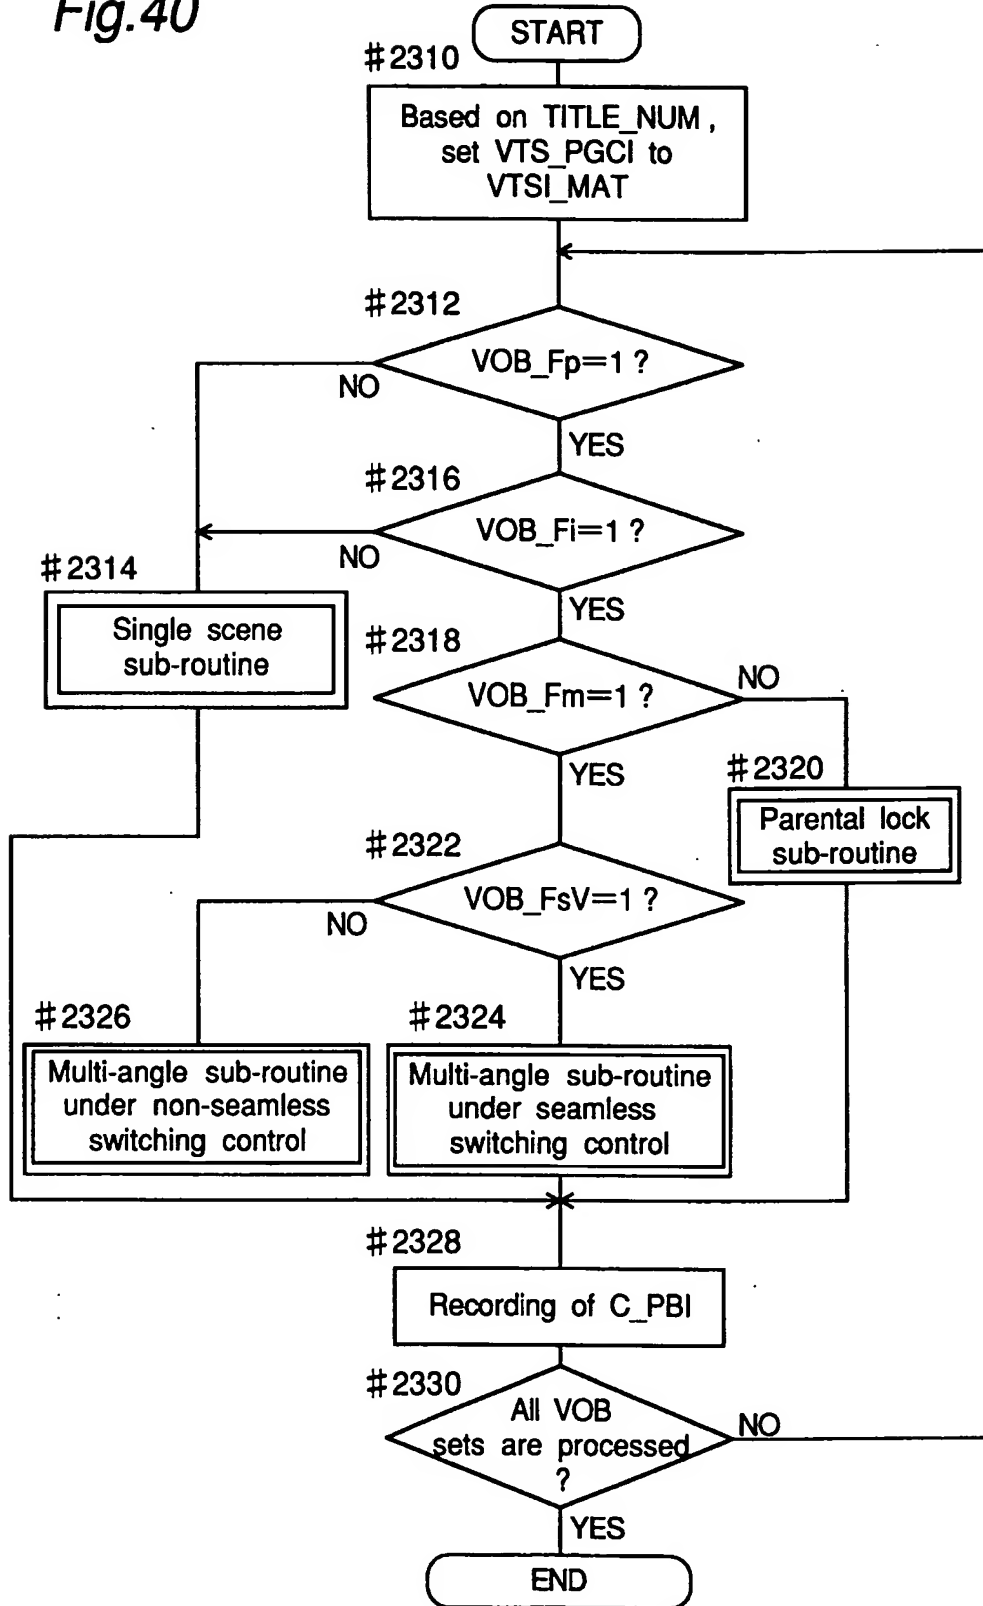 Fig.40
START
#2310
Based on TITLE_NUM,
set VTS_PGCI to
VTSI_MAT
#2312
VOB_Fp=1 ?
NO
YES
#2316
VOB_Fi=1 ?
NO
YES
#2314
Single scene
sub-routine
#2318
VOB_Fm=1 ?
NO
YES
#2320
Parental lock
sub-routine
#2322
VOB_FsV=1 ?
NO
YES
#2326
Multi-angle sub-routine
under non-seamless
switching control
#2324
Multi-angle sub-routine
under seamless
switching control
#2328
Recording of C_PBI
#2330
All VOB
sets are processed
?
NO
YES
END